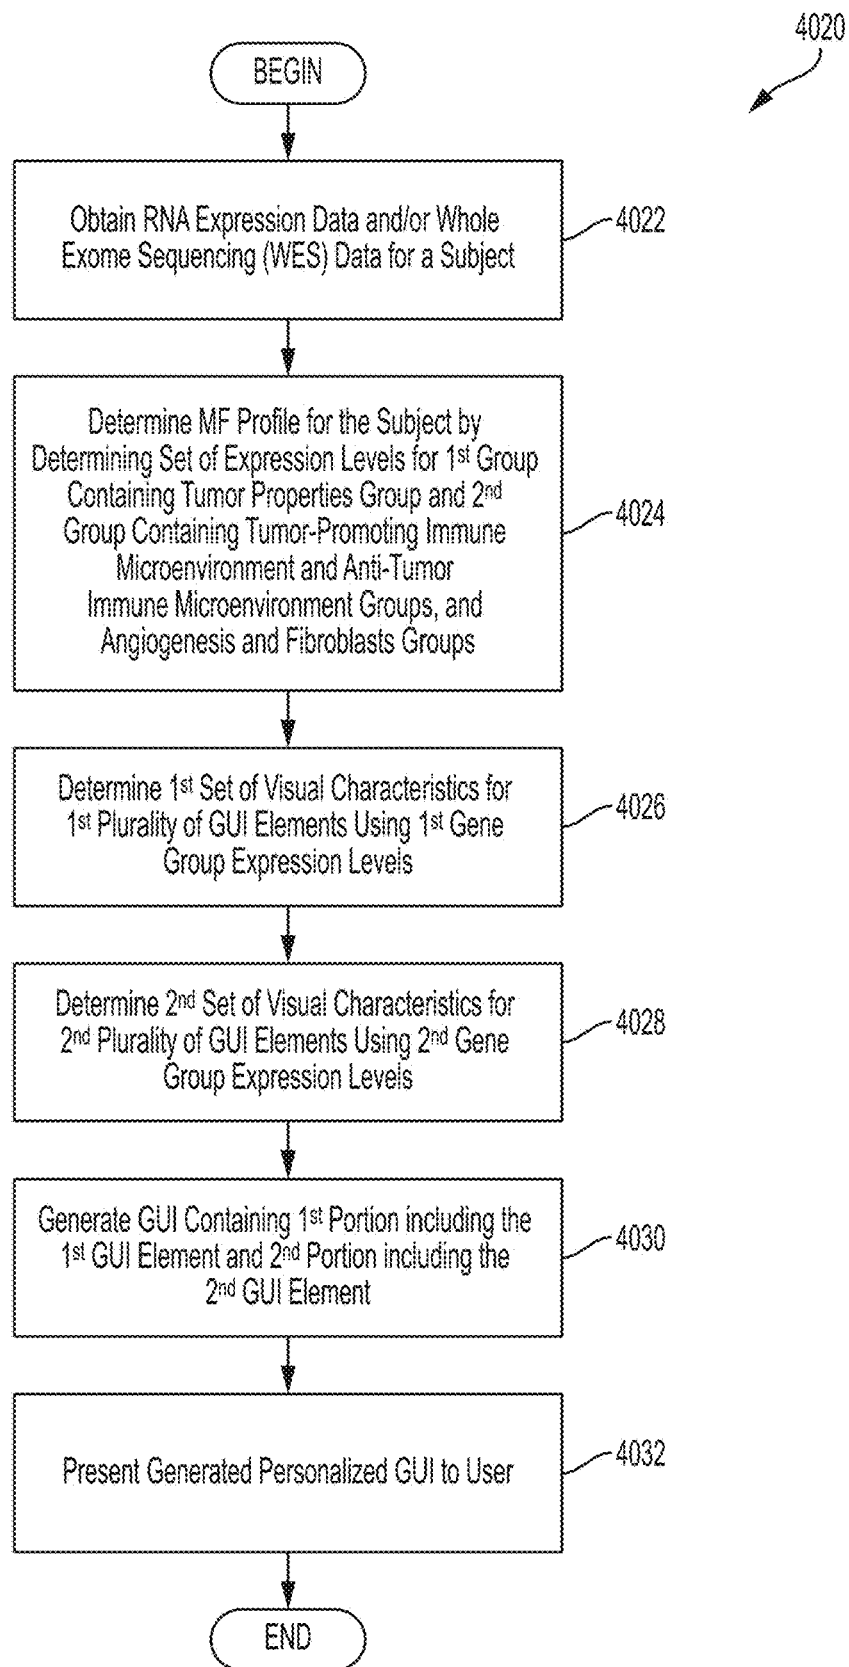 4020
BEGIN
Obtain RNA Expression Data and/or Whole
Exome Sequencing (WES) Data for a Subject
4022
Determine MF Profile for the Subject by
Determining Set of Expression Levels for 1st Group
Containing Tumor Properties Group and 2nd
Group Containing Tumor-Promoting Immune
Microenvironment and Anti-Tumor
Immune Microenvironment Groups, and
Angiogenesis and Fibroblasts Groups
4024
Determine 1st Set of Visual Characteristics for
1st Plurality of GUI Elements Using 1st Gene
Group Expression Levels
4026
Determine 2nd Set of Visual Characteristics for
2nd Plurality of GUI Elements Using 2nd Gene
Group Expression Levels
4028
Generate GUI Containing 1st Portion including the
1st GUI Element and 2nd Portion including the
2nd GUI Element
4030
Present Generated Personalized GUI to User
4032
END